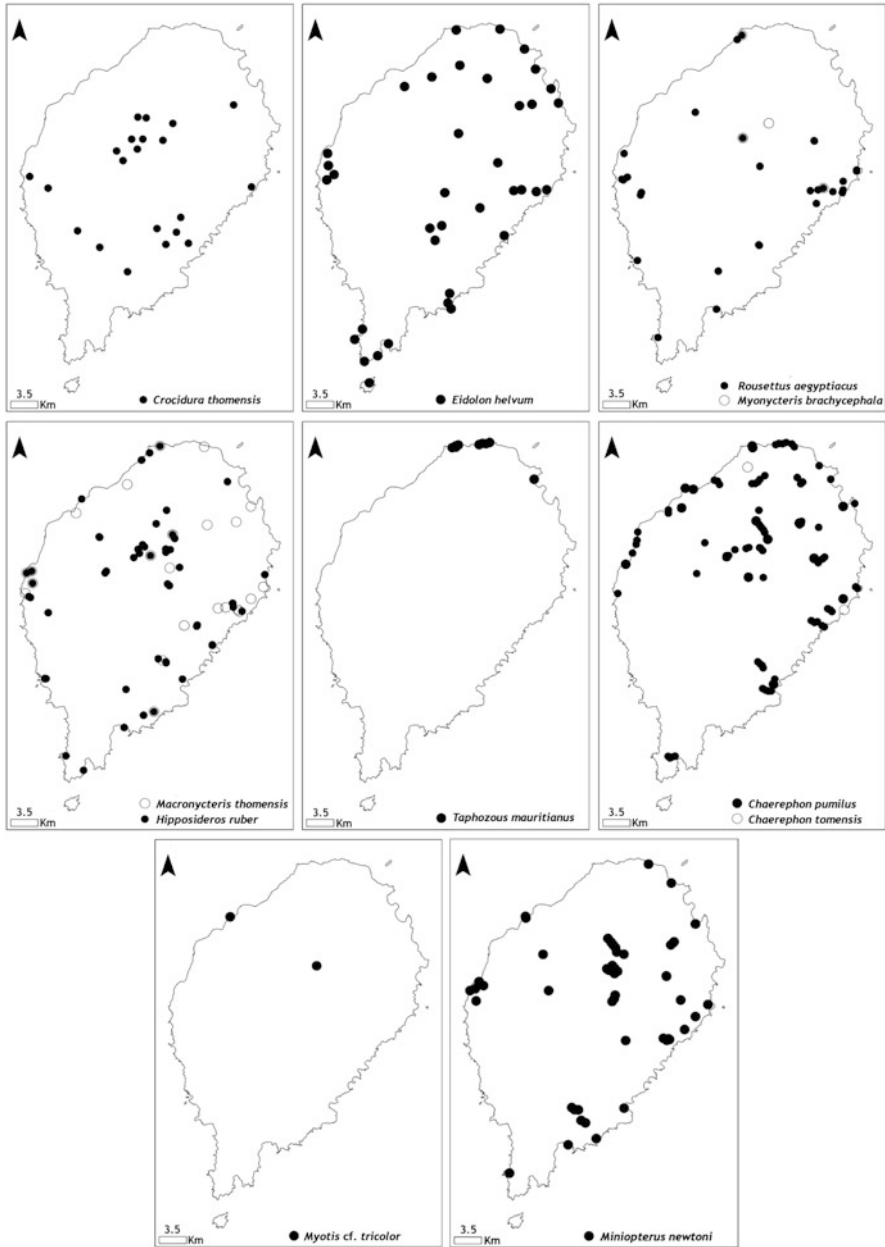 3.5
Km
Crocidura thomensis
3.5
Km
Eidolon helvum
3.5
Km
Rousettus aegyptiacus
Myonycteris brachycephala
3.5
Km
Macronycteris thomensis
Hipposideros ruber
3.5
Km
Taphozous mauritianus
3.5
Km
Chaerephon pumilus
Chaerephon tomensis
3.5
Km
Myotis cf. tricolor
3.5
Km
Miniopterus newtoni